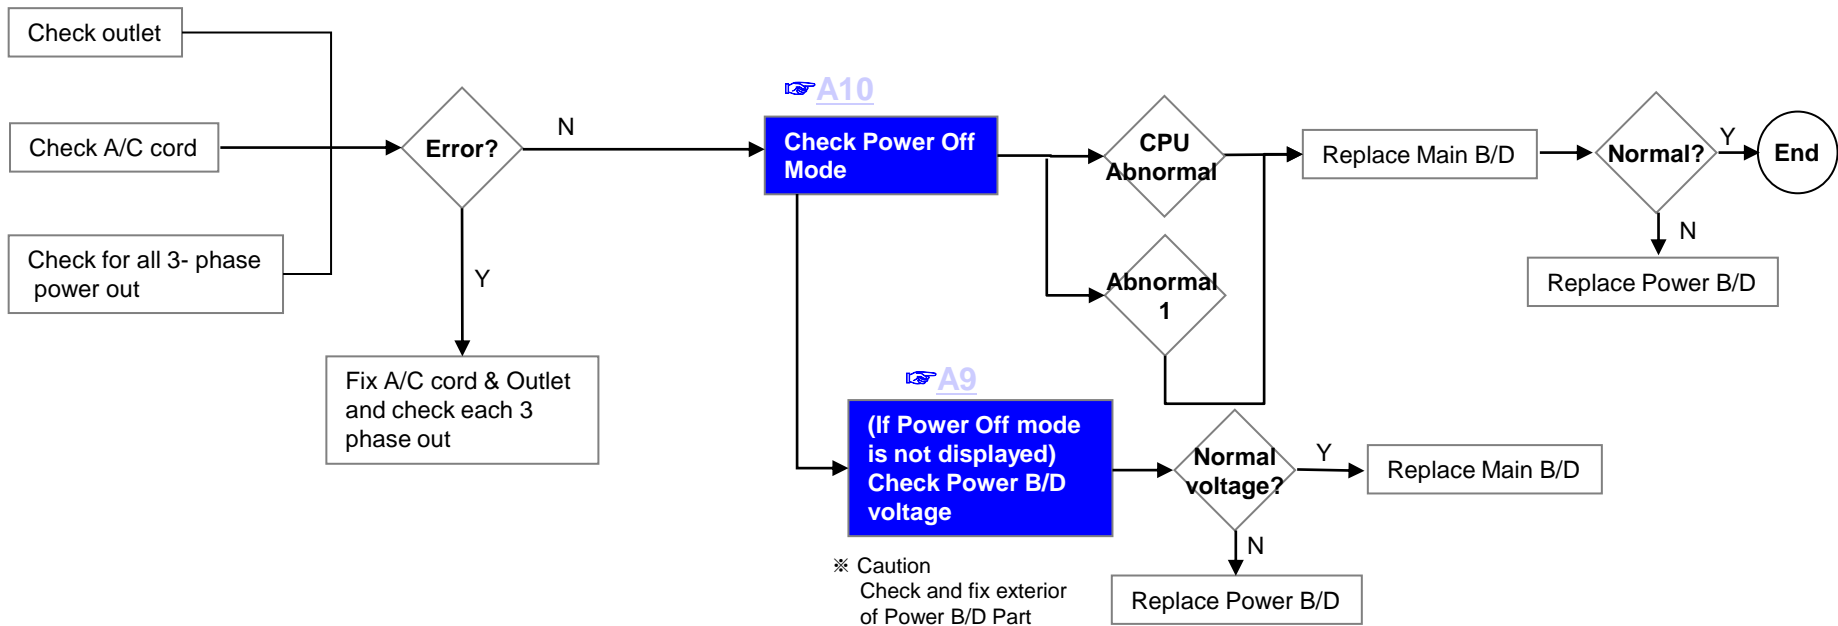 Check outlet
Check A/C cord
Check for all 3- phase
power out
Error?
N
Y
Fix A/C cord & Outlet
and check each 3
phase out
☞A10
Check Power Off
Mode
CPU
Abnormal
Abnormal
1
Replace Main B/D
Normal?
Y
End
N
Replace Power B/D
☞A9
(If Power Off mode
is not displayed)
Check Power B/D
voltage
Normal
voltage?
Y
Replace Main B/D
N
Replace Power B/D
※ Caution
Check and fix exterior
of Power B/D Part